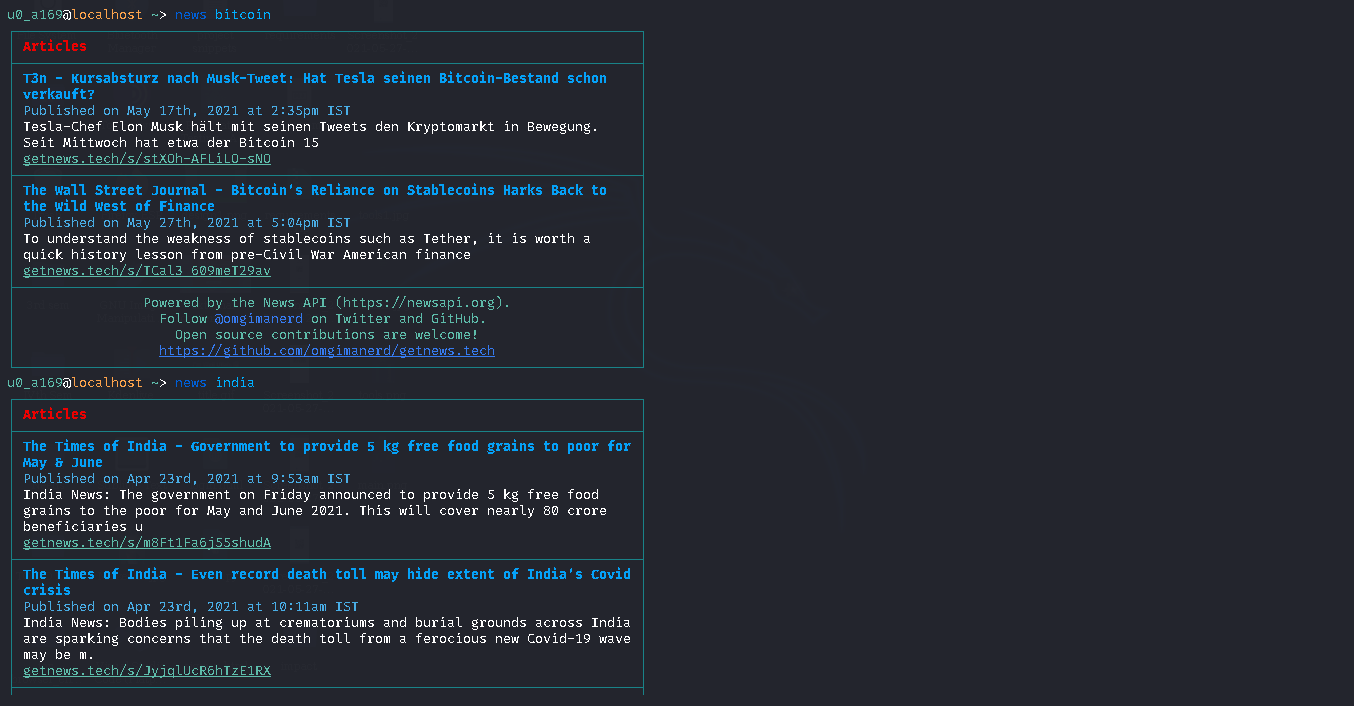 u0_a169@localhost ~> news bitcoin
Articles
T3n - Kursabsturz nach Musk-Tweet: Hat Tesla seinen Bitcoin-Bestand schon
verkauft?
Published on May 17th, 2021 at 2:35pm IST
Tesla-Chef Elon Musk hält mit seinen Tweets den Kryptomarkt in Bewegung.
Seit Mittwoch hat etwa der Bitcoin 15
getnews.tech/s/stXOh-AFLiLO-sNO
The Wall Street Journal - Bitcoin's Reliance on Stablecoins Harks Back to
the Wild West of Finance
Published on May 27th, 2021 at 5:04pm IST
To understand the weakness of stablecoins such as Tether, it is worth a
quick history lesson from pre-Civil War American finance
getnews.tech/s/TCal3_609meT29av
Powered by the News API (https://newsapi.org).
Follow @omgimanerd on Twitter and GitHub.
Open source contributions are welcome!
https://github.com/omgimanerd/getnews.tech
u0_a169@localhost ~> news india
Articles
The Times of India - Government to provide 5 kg free food grains to poor for
May & June
Published on Apr 23rd, 2021 at 9:53am IST
India News: The government on Friday announced to provide 5 kg free food
grains to the poor for May and June 2021. This will cover nearly 80 crore
beneficiaries u
getnews.tech/s/m8Ft1Fa6j55shudA
The Times of India - Even record death toll may hide extent of India's Covid
crisis
Published on Apr 23rd, 2021 at 10:11am IST
India News: Bodies piling up at crematoriums and burial grounds across India
are sparking concerns that the death toll from a ferocious new Covid-19 wave
may be m.
getnews.tech/s/JyjqlUcR6hTzE1RX